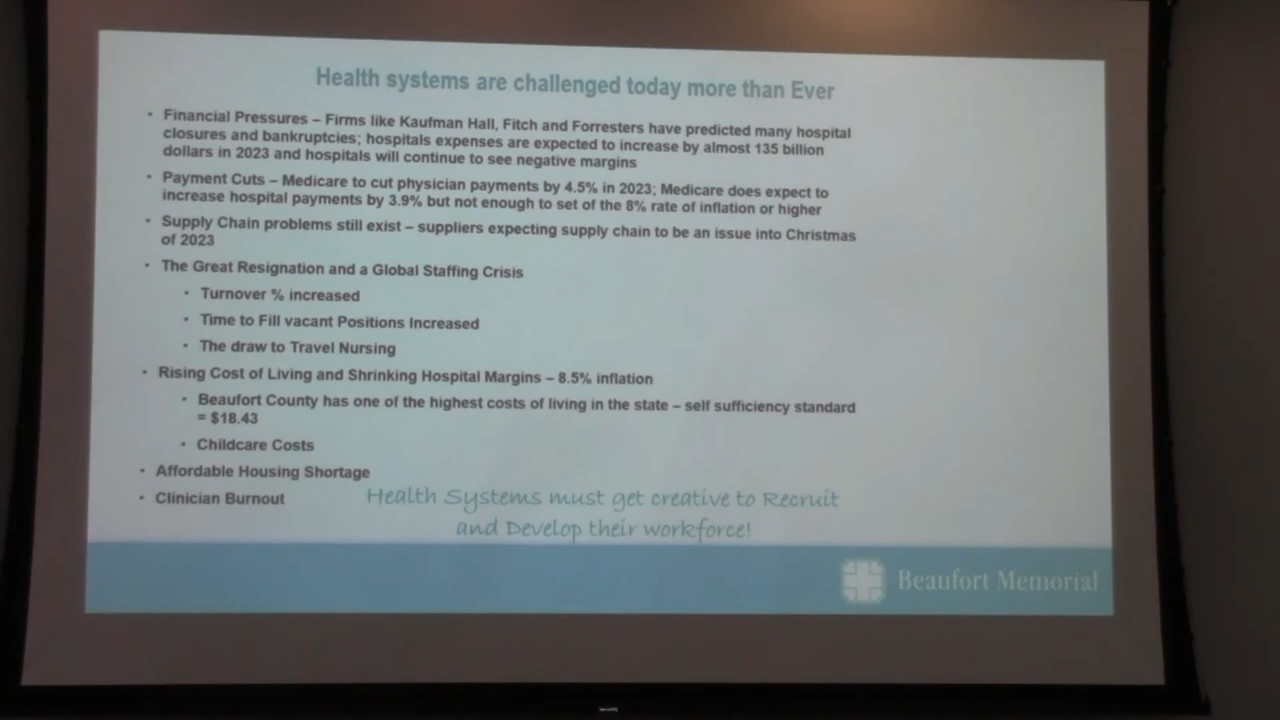 Health systems are challenged today more than Ever
• Financial Pressures – Firms like Kaufman Hall, Fitch and Forresters have predicted many hospital
closures and bankruptcies; hospitals expenses are expected to increase by almost 135 billion
dollars in 2023 and hospitals will continue to see negative margins
• Payment Cuts – Medicare to cut physician payments by 4.5% in 2023; Medicare does expect to
increase hospital payments by 3.9% but not enough to set of the 8% rate of inflation or higher
• Supply Chain problems still exist – suppliers expecting supply chain to be an issue into Christmas
of 2023
• The Great Resignation and a Global Staffing Crisis
• Turnover % increased
• Time to Fill vacant Positions Increased
• The draw to Travel Nursing
• Rising Cost of Living and Shrinking Hospital Margins – 8.5% inflation
• Beaufort County has one of the highest costs of living in the state – self sufficiency standard
= $18.43
• Childcare Costs
• Affordable Housing Shortage
• Clinician Burnout
Health Systems must get creative to Recruit
and Develop their workforce!
Beaufort Memorial